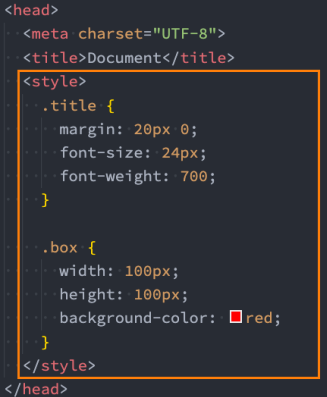 <head>
<meta charset="UTF-8">
<title>Document</title>
<style>
.title {
margin: 20px 0;
font-size: 24px;
font-weight: 700;
}
.box {
width: 100px;
height: 100px;
background-color: red;
}
</style>
</head>